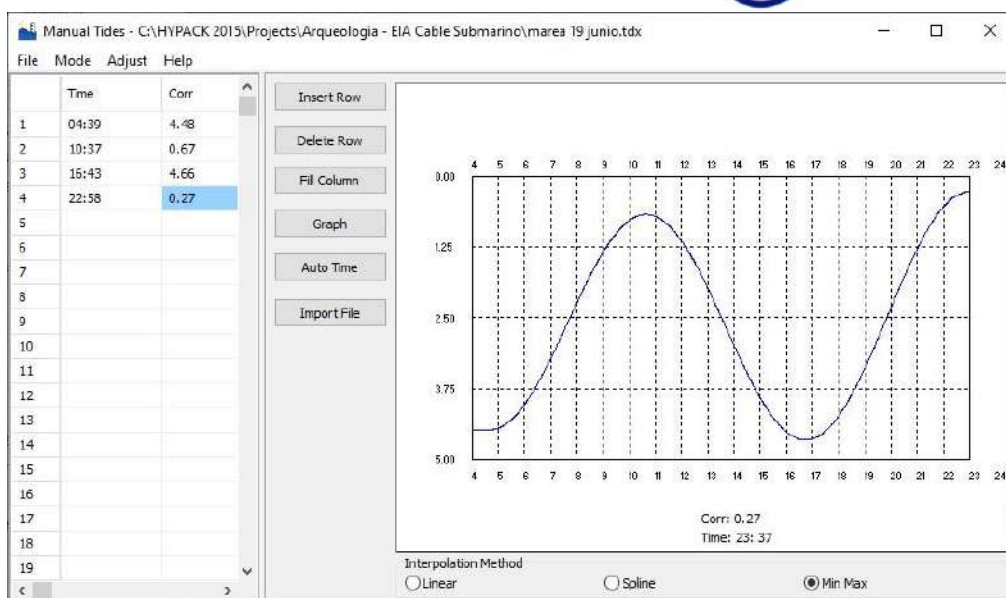 Manual Tides - C:\HYPACK 2015\Projects\Arqueologia - EIA Cable Submarino\marea 19 junio.tdx
File Mode Adjust Help
Time Corr
1 04:39 4.48
2 10:37 0.67
3 16:43 4.66
4 22:58 0.27
5
6
7
8
9
10
11
12
13
14
15
16
17
18
19
Insert Row
Delete Row
Fill Column
Graph
Auto Time
Import File
4 5 6 7 8 9 10 11 12 13 14 15 16 17 18 19 20 21 22 23 24
0.00
1.25
2.50
3.75
5.00
4 5 6 7 8 9 10 11 12 13 14 15 16 17 18 19 20 21 22 23 24
Corr: 0.27
Time: 23: 37
Interpolation Method
Linear Spline Min Max